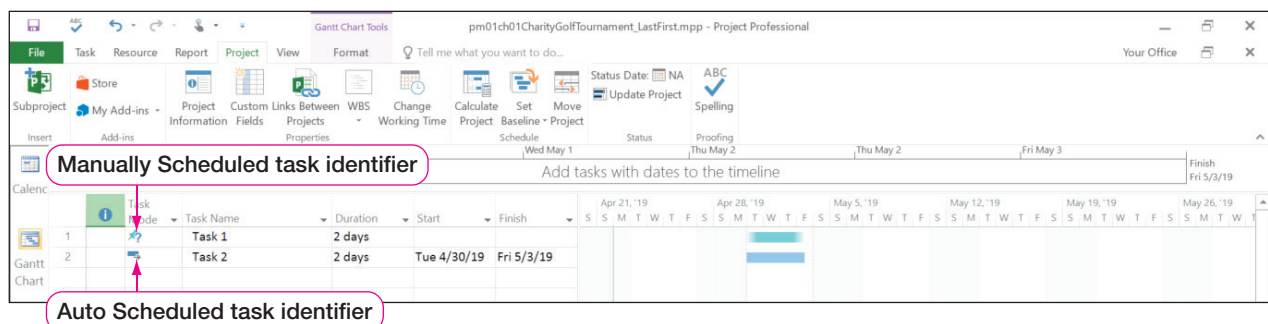 Gantt Chart Tools
pm01ch01CharityGolfTournament_LastFirst.mpp - Project Professional
File Task Resource Report Project View Format Tell me what you want to do... Your Office
Subproject
Store
My Add-ins
Project Information
Custom Fields
Links Between Projects
WBS
Change Working Time
Calculate Project
Set Baseline
Move Project
Status Date: NA
Update Project
ABC
Spelling
Insert Add-ins Properties Schedule Status Proofing
Manually Scheduled task identifier
Wed May 1 Thu May 2 Thu May 2 Fri May 3
Add tasks with dates to the timeline
Finish
Fri 5/3/19
Calenc
Task Mode Task Name Duration Start Finish
Apr 21, '19 Apr 28, '19 May 5, '19 May 12, '19 May 19, '19 May 26, '19
S S M T W T F S S M T W T F S S M T W T F S S M T W T F S S M T W T F S S M T W T
1 Task 1 2 days
2 Task 2 2 days Tue 4/30/19 Fri 5/3/19
Gantt Chart
Auto Scheduled task identifier